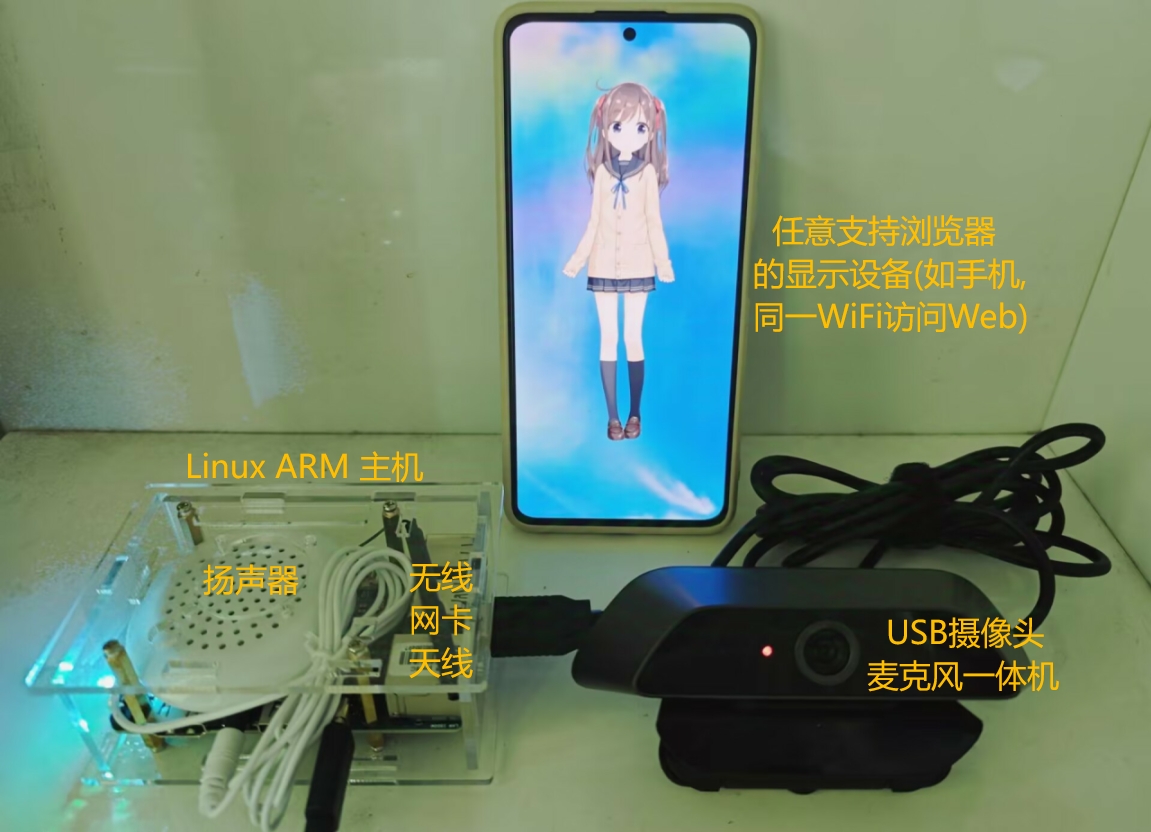 任意支持浏览器
的显示设备(如手机,
同一WiFi访问Web)
Linux ARM 主机
扬声器
无线
网卡
天线
USB摄像头
麦克风一体机